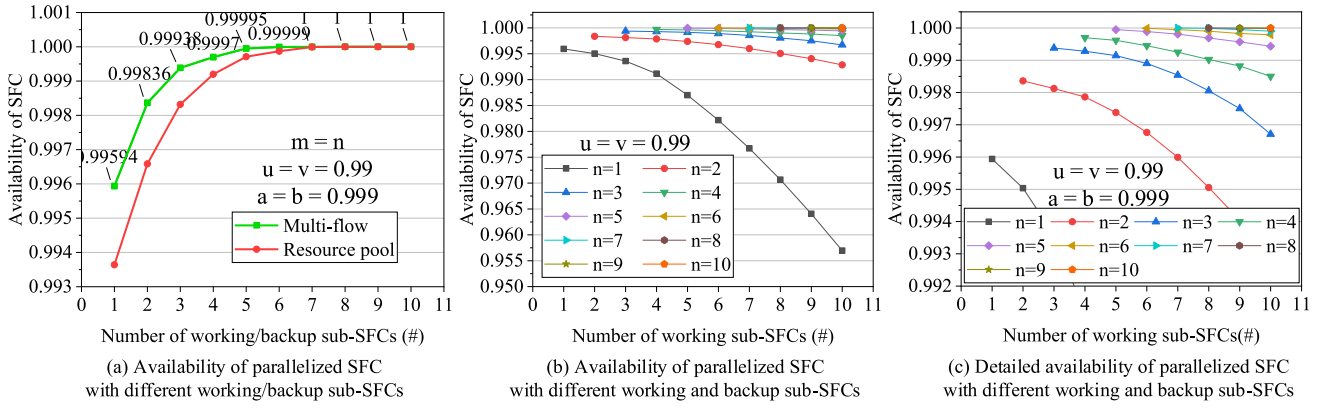 0.99938
0.99995
1 1 1 1
0.9997
0.99999
0.99836
0.99594
1.000
0.999
0.998
0.997
0.996
0.995
0.994
0.993
Availability of SFC
m = n
u = v = 0.99
a = b = 0.999
Multi-flow
Resource pool
0 1 2 3 4 5 6 7 8 9 10 11
Number of working/backup sub-SFCs (#)
(a) Availability of parallelized SFC
with different working/backup sub-SFCs
1.000
0.995
0.990
0.985
0.980
0.975
0.970
0.965
0.960
0.955
0.950
Availability of SFC
u = v = 0.99
n=1 n=2
n=3 n=4
n=5 n=6
n=7 n=8
n=9 n=10
0 1 2 3 4 5 6 7 8 9 10 11
Number of working sub-SFCs (#)
(b) Availability of parallelized SFC
with different working and backup sub-SFCs
1.000
0.999
0.998
0.997
0.996
0.995
0.994
0.993
0.992
Availability of SFC
u = v = 0.99
a = b = 0.999
n=1 n=2 n=3 n=4
n=5 n=6 n=7 n=8
n=9 n=10
0 1 2 3 4 5 6 7 8 9 10 11
Number of working sub-SFCs(#)
(c) Detailed availability of parallelized SFC
with different working and backup sub-SFCs